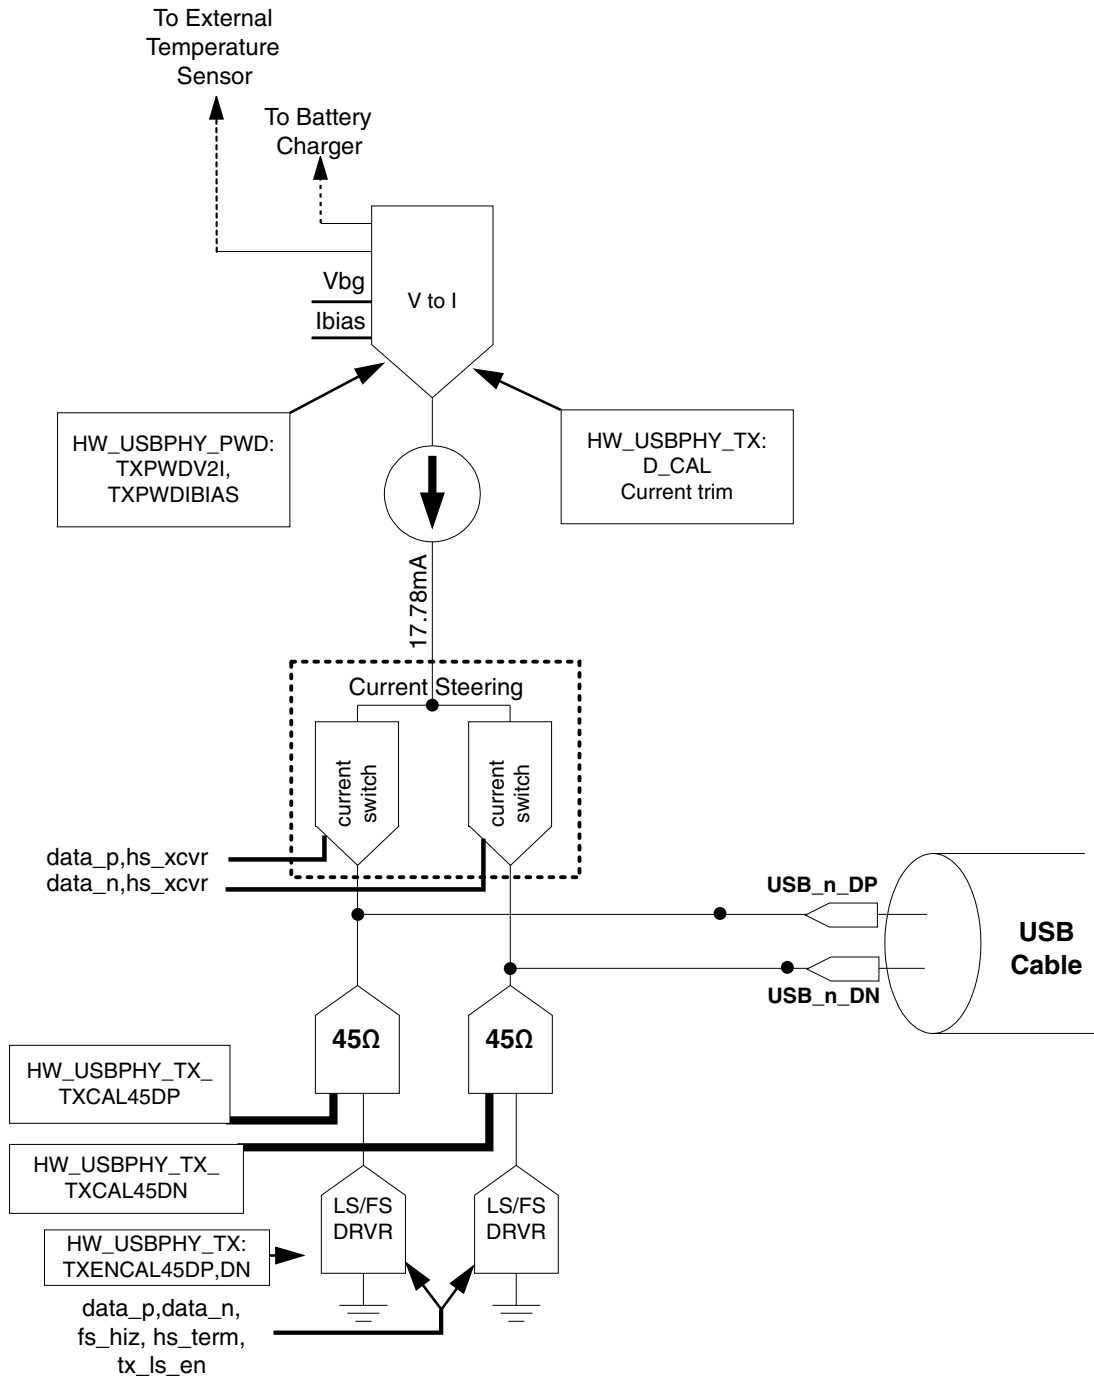 To External
Temperature
Sensor
To Battery
Charger
Vbg
Ibias
V to I
HW_USBPHY_PWD:
TXPWDV2I,
TXPWDIBIAS
HW_USBPHY_TX:
D_CAL
Current trim
17.78mA
Current Steering
current
switch
current
switch
data_p,hs_xcvr
data_n,hs_xcvr
USB_n_DP
USB_n_DN
USB
Cable
45Ω
45Ω
HW_USBPHY_TX_
TXCAL45DP
HW_USBPHY_TX_
TXCAL45DN
LS/FS
DRVR
LS/FS
DRVR
HW_USBPHY_TX:
TXENCAL45DP,DN
data_p,data_n,
fs_hiz, hs_term,
tx_ls_en